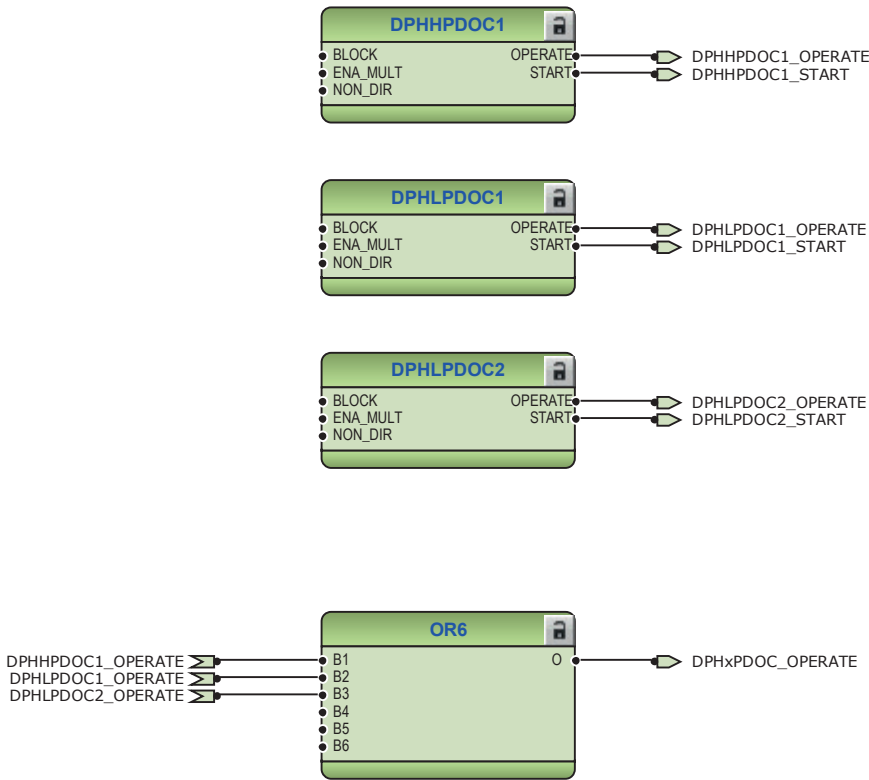 DPHHPDOC1
BLOCK OPERATE DPHHPDOC1_OPERATE
ENA_MULT START DPHHPDOC1_START
NON_DIR
DPHLPDOC1
BLOCK OPERATE DPHLPDOC1_OPERATE
ENA_MULT START DPHLPDOC1_START
NON_DIR
DPHLPDOC2
BLOCK OPERATE DPHLPDOC2_OPERATE
ENA_MULT START DPHLPDOC2_START
NON_DIR
OR6
DPHHPDOC1_OPERATE B1 O DPHxPDOC_OPERATE
DPHLPDOC1_OPERATE B2
DPHLPDOC2_OPERATE B3
B4
B5
B6